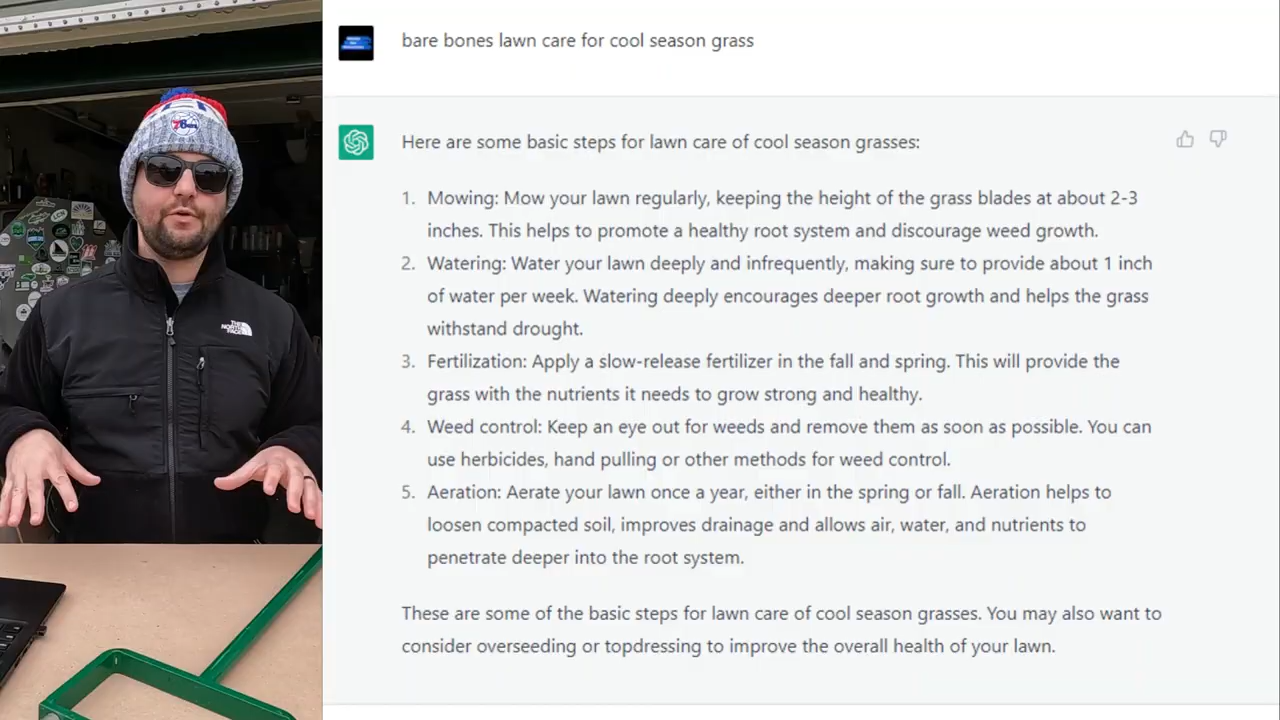 bare bones lawn care for cool season grass
Here are some basic steps for lawn care of cool season grasses:
1. Mowing: Mow your lawn regularly, keeping the height of the grass blades at about 2-3
inches. This helps to promote a healthy root system and discourage weed growth.
2. Watering: Water your lawn deeply and infrequently, making sure to provide about 1 inch
of water per week. Watering deeply encourages deeper root growth and helps the grass
withstand drought.
3. Fertilization: Apply a slow-release fertilizer in the fall and spring. This will provide the
grass with the nutrients it needs to grow strong and healthy.
4. Weed control: Keep an eye out for weeds and remove them as soon as possible. You can
use herbicides, hand pulling or other methods for weed control.
5. Aeration: Aerate your lawn once a year, either in the spring or fall. Aeration helps to
loosen compacted soil, improves drainage and allows air, water, and nutrients to
penetrate deeper into the root system.
These are some of the basic steps for lawn care of cool season grasses. You may also want to
consider overseeding or topdressing to improve the overall health of your lawn.
76ers
THE
NORTH
FACE